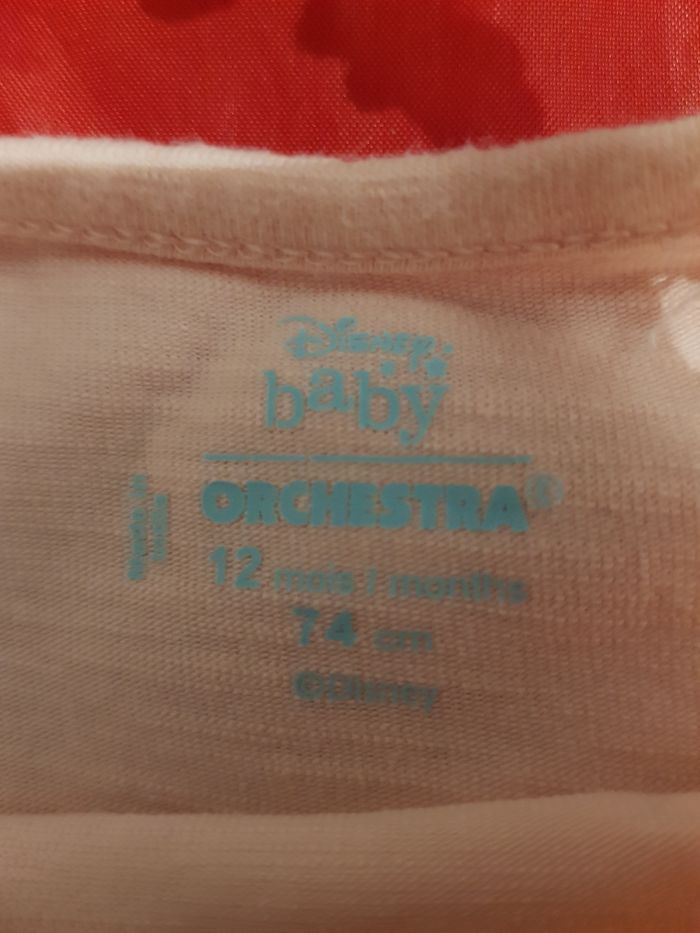 Disney
baby
ORCHESTRA®
12 mois / months
74 cm
©Disney